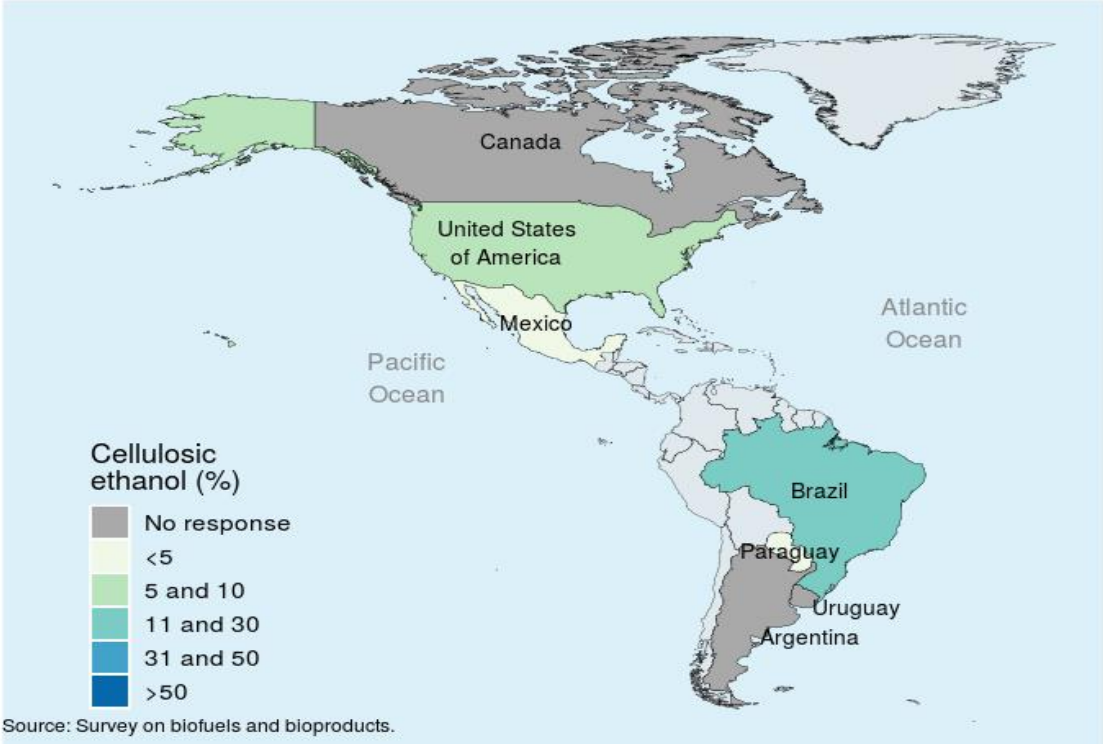 Canada
United States
of America
Mexico
Atlantic
Ocean
Pacific
Ocean
Brazil
Paraguay
Uruguay
Argentina
Cellulosic
ethanol (%)
No response
<5
5 and 10
11 and 30
31 and 50
>50
Source: Survey on biofuels and bioproducts.